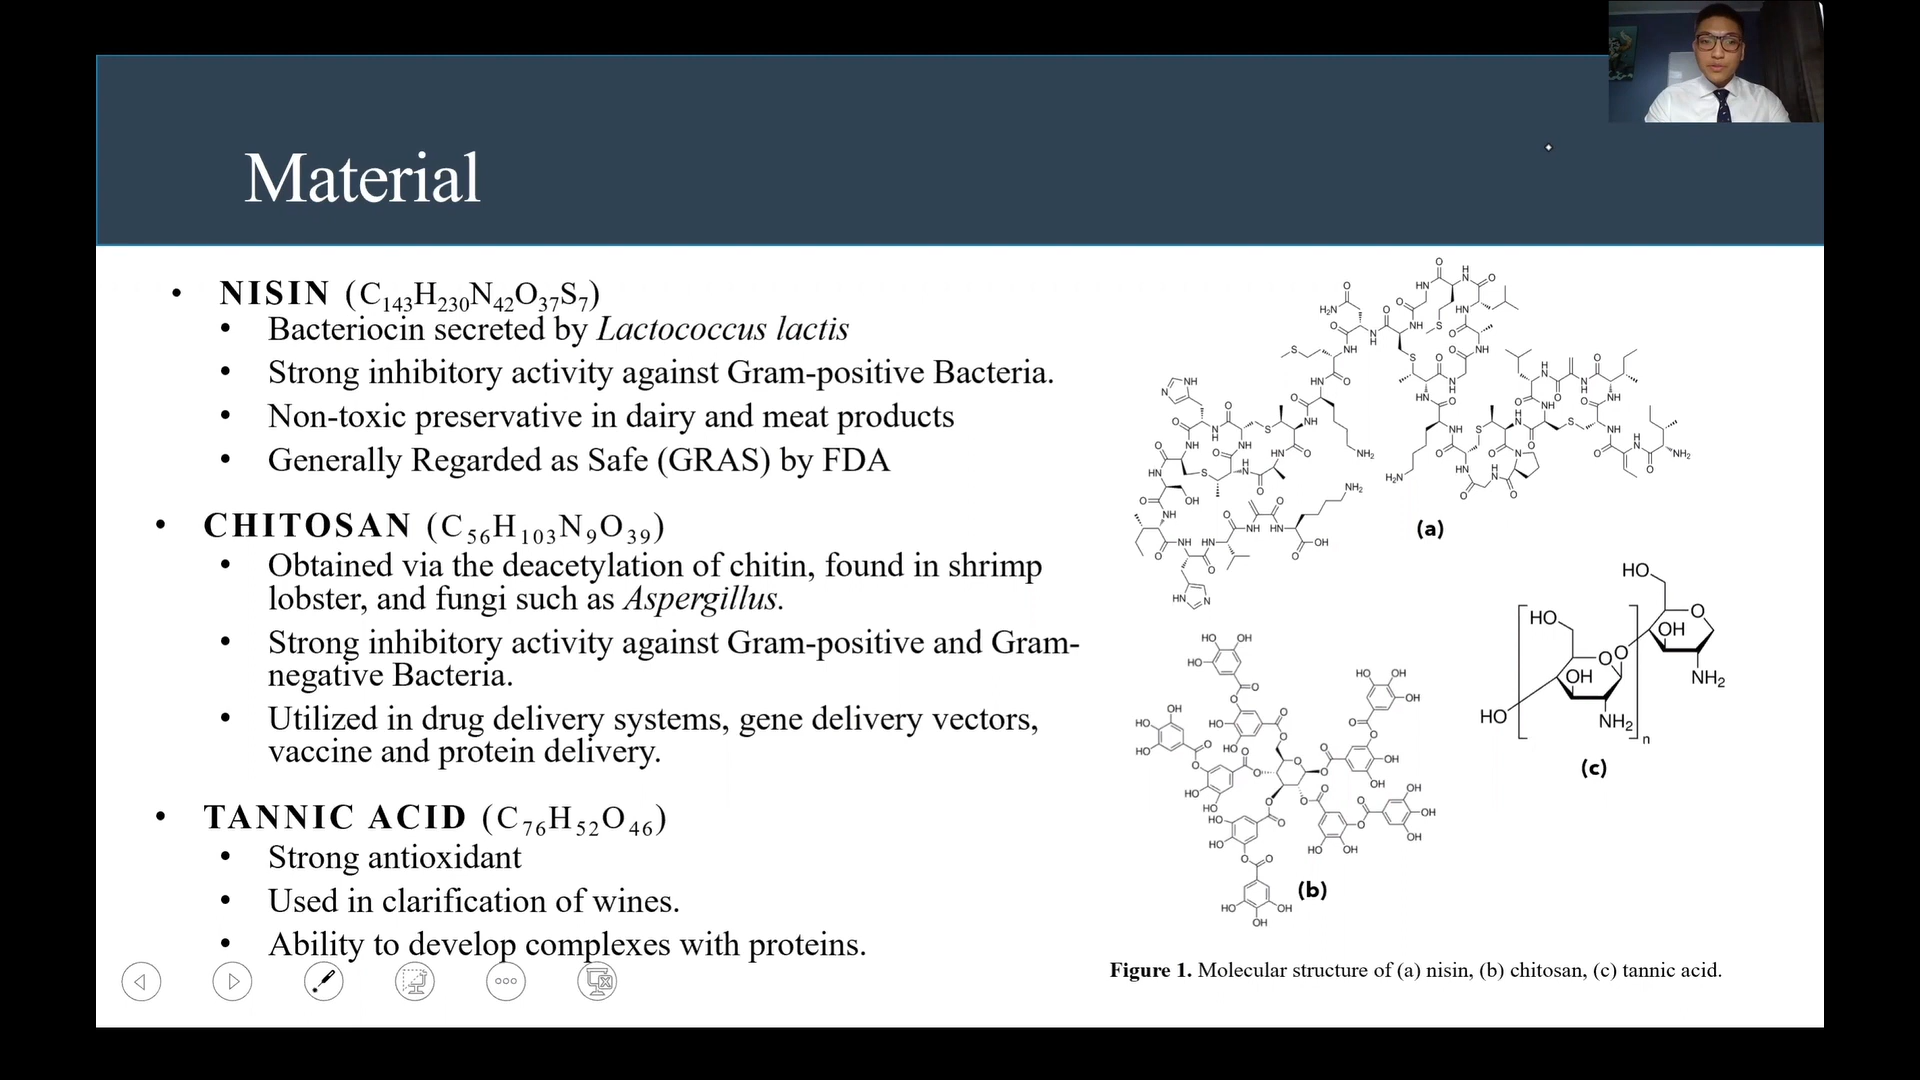 Material
• NISIN (C143H230N42O37S7)
• Bacteriocin secreted by Lactococcus lactis
• Strong inhibitory activity against Gram-positive Bacteria.
• Non-toxic preservative in dairy and meat products
• Generally Regarded as Safe (GRAS) by FDA
• CHITOSAN (C56H103N9O39)
• Obtained via the deacetylation of chitin, found in shrimp
lobster, and fungi such as Aspergillus.
• Strong inhibitory activity against Gram-positive and Gram-
negative Bacteria.
• Utilized in drug delivery systems, gene delivery vectors,
vaccine and protein delivery.
• TANNIC ACID (C76H52O46)
• Strong antioxidant
• Used in clarification of wines.
• Ability to develop complexes with proteins.
(a)
(b)
(c)
Figure 1. Molecular structure of (a) nisin, (b) chitosan, (c) tannic acid.